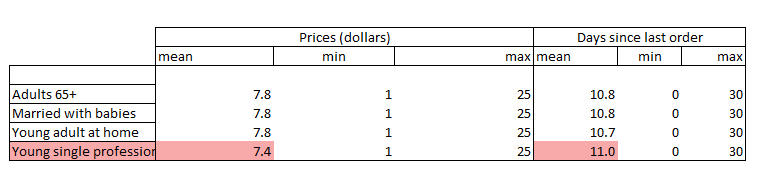 Prices (dollars) Days since last order
mean min max mean min max
Adults 65+ 7.8 1 25 10.8 0 30
Married with babies 7.8 1 25 10.8 0 30
Young adult at home 7.8 1 25 10.7 0 30
Young single profession 7.4 1 25 11.0 0 30